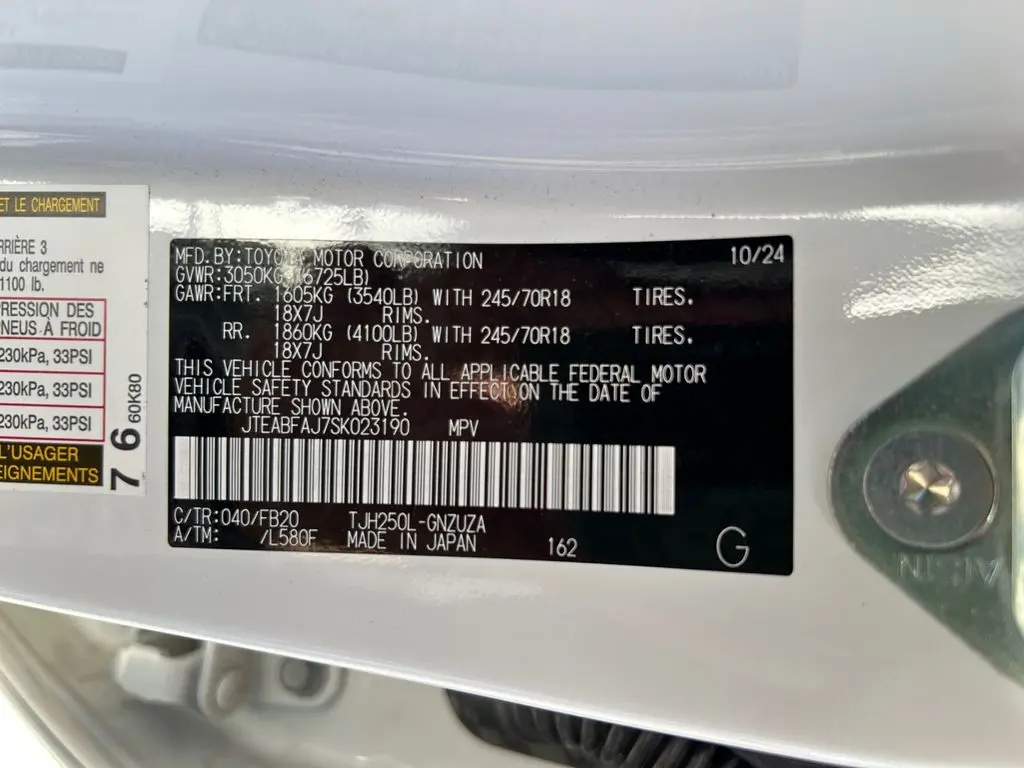 ET LE CHARGEMENT
RRIÈRE 3
du chargement ne
1100 lb.
PRESSION DES
PNEUS À FROID
230kPa, 33PSI
230kPa, 33PSI
230kPa, 33PSI
L'USAGER
EIGNEMENTS
7 6 60K80
MFD.BY:TOYOTA MOTOR CORPORATION 10/24
GVWR:3050KG (6725LB)
GAWR:FRT. 1605KG (3540LB) WITH 245/70R18 TIRES.
18X7J RIMS.
RR. 1860KG (4100LB) WITH 245/70R18 TIRES.
18X7J RIMS.
THIS VEHICLE CONFORMS TO ALL APPLICABLE FEDERAL MOTOR
VEHICLE SAFETY STANDARDS IN EFFECT ON THE DATE OF
MANUFACTURE SHOWN ABOVE.
JTEABFAJ7SK023190 MPV
C/TR:040/FB20 TJH250L-GNZUZA
A/TM: /L580F MADE IN JAPAN 162 G
AISIN